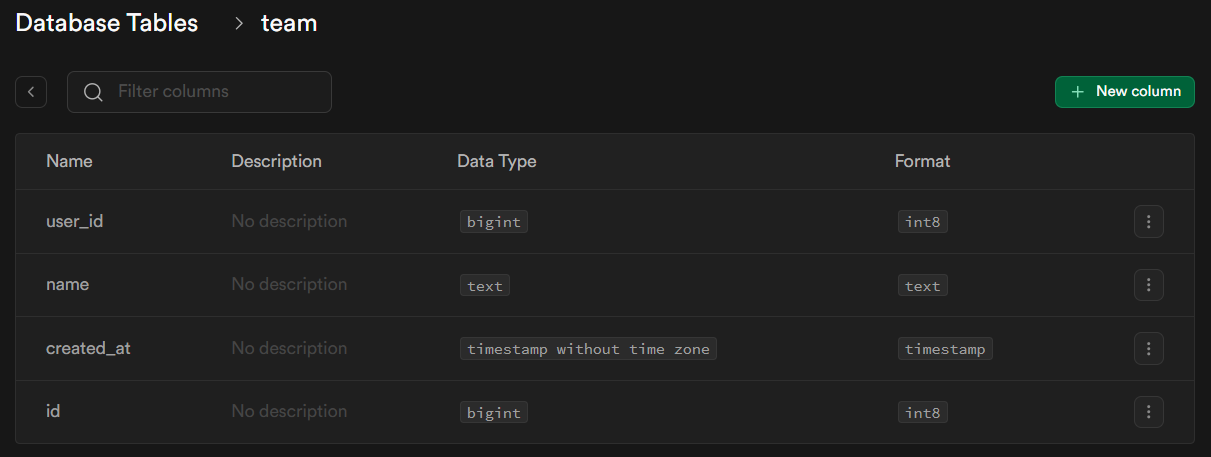 Database Tables > team
Filter columns
+ New column
Name Description Data Type Format
user_id No description bigint int8
name No description text text
created_at No description timestamp without time zone timestamp
id No description bigint int8